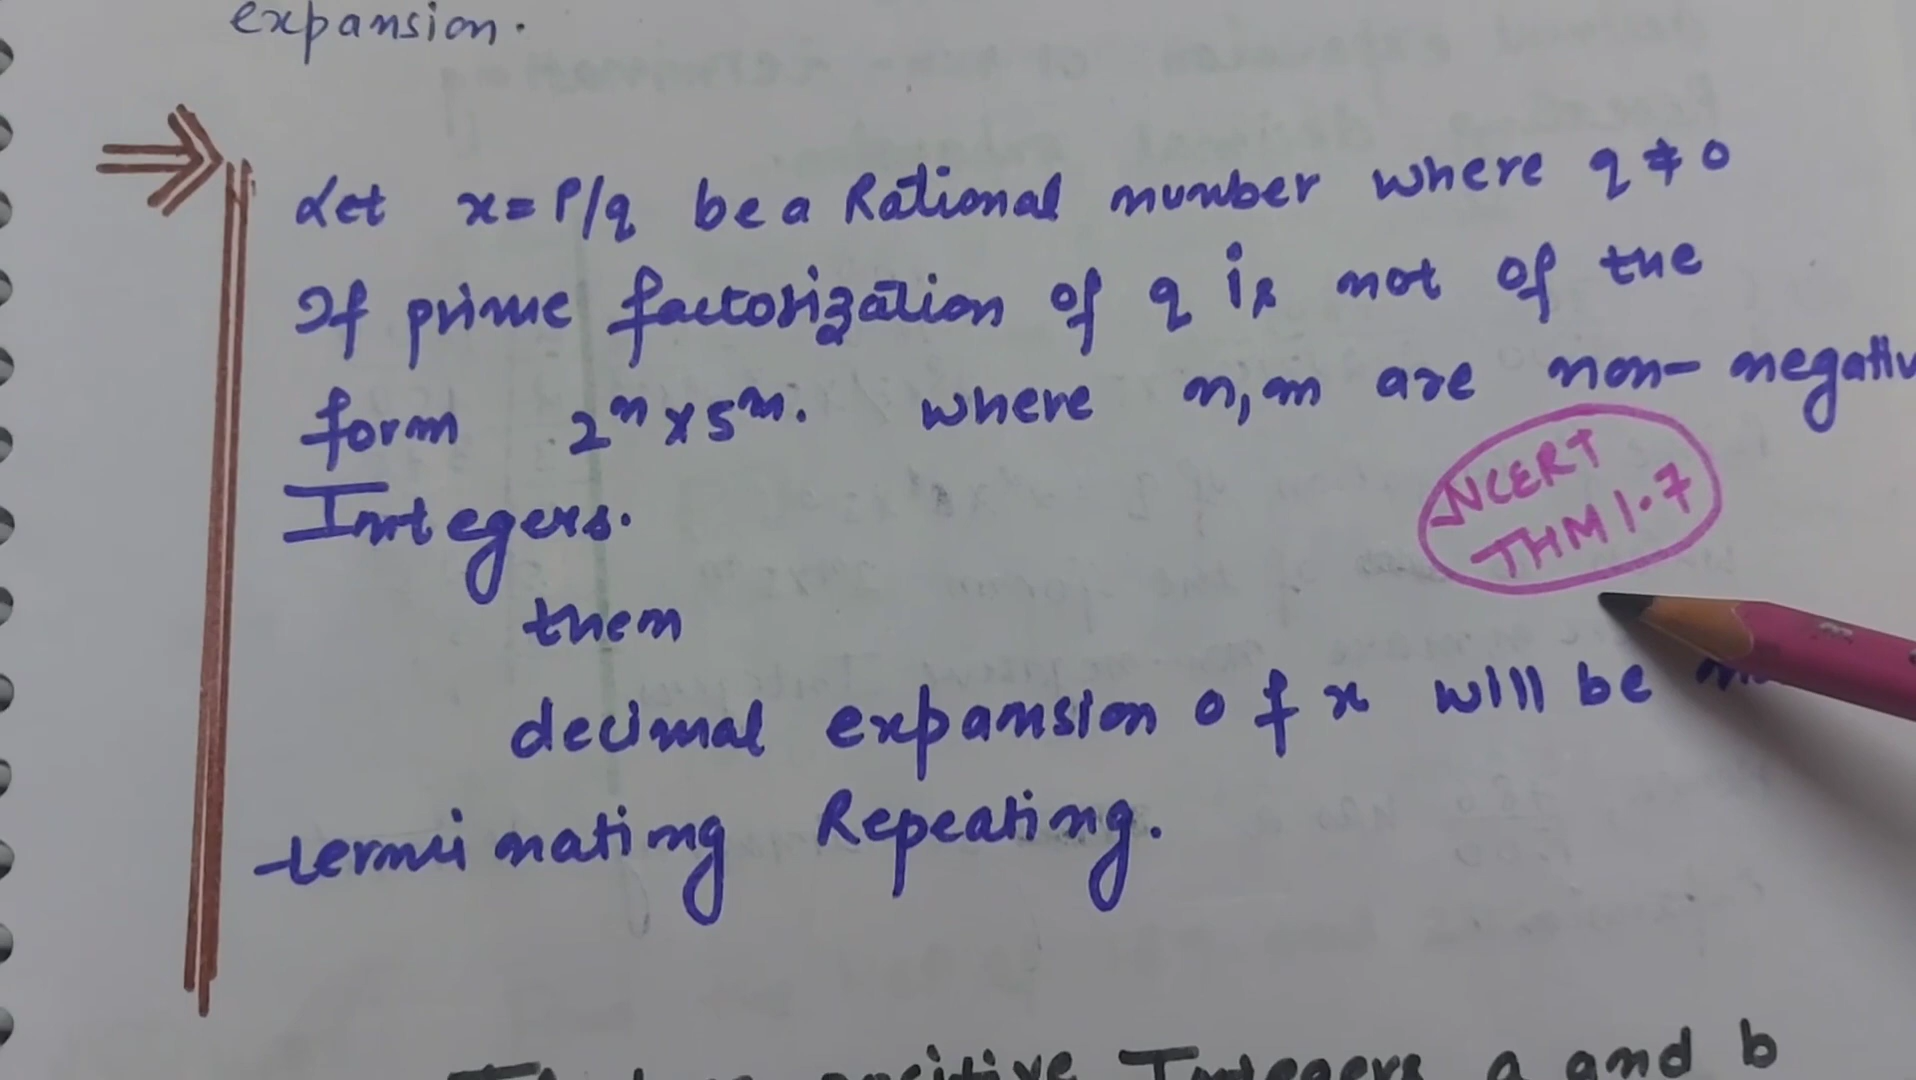 expansion.
Let x = P/q be a Rational number where q ≠ 0
If prime factorization of q is not of the
form 2ⁿ x 5ᵐ. where n, m are non-negativ
Integers.
NCERT
THM 1.7
then
decimal expansion of x will be
terminating Repeating.
positive Integers a and b